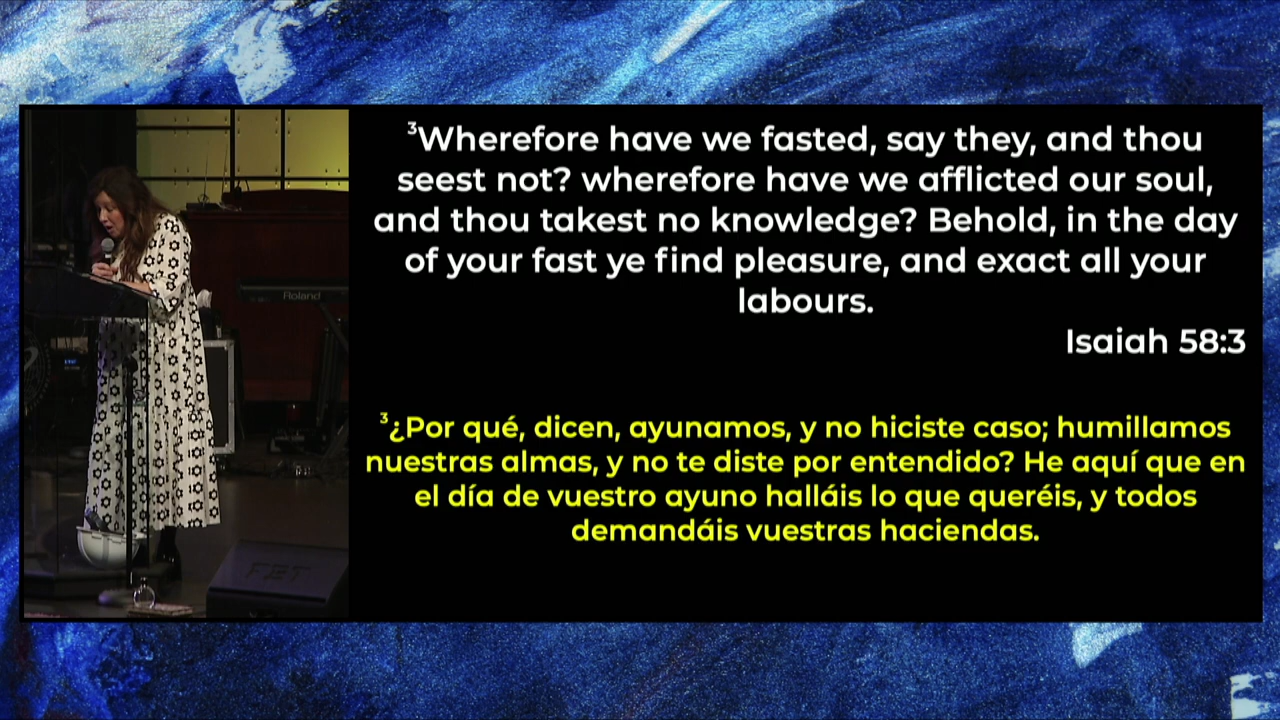 ³Wherefore have we fasted, say they, and thou
seest not? wherefore have we afflicted our soul,
and thou takest no knowledge? Behold, in the day
of your fast ye find pleasure, and exact all your
labours.
Isaiah 58:3
³¿Por qué, dicen, ayunamos, y no hiciste caso; humillamos
nuestras almas, y no te diste por entendido? He aquí que en
el día de vuestro ayuno halláis lo que queréis, y todos
demandáis vuestras haciendas.
Roland
FET